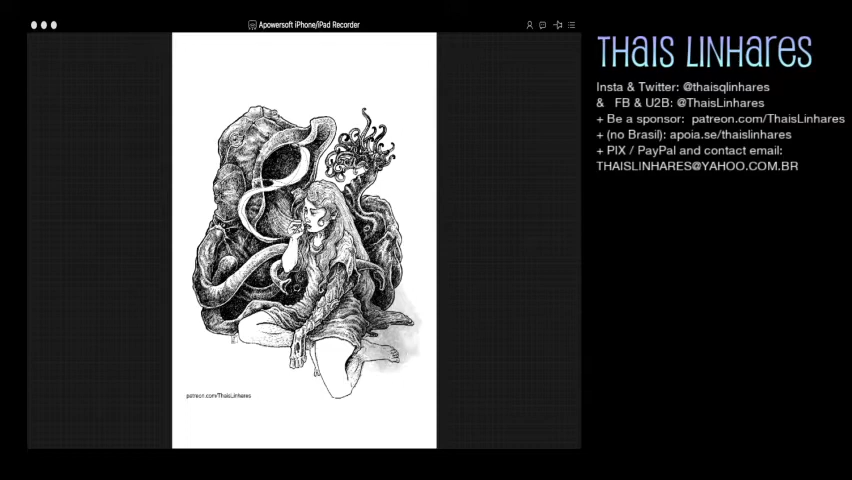 Apowersoft iPhone/iPad Recorder
THAIS LINHARES
Insta & Twitter: @thaisqlinhares
& FB & U2B: @ThaisLinhares
+ Be a sponsor: patreon.com/ThaisLinhares
+ (no Brasil): apoia.se/thaislinhares
+ PIX / PayPal and contact email:
THAISLINHARES@YAHOO.COM.BR
patreon.com/ThaisLinhares